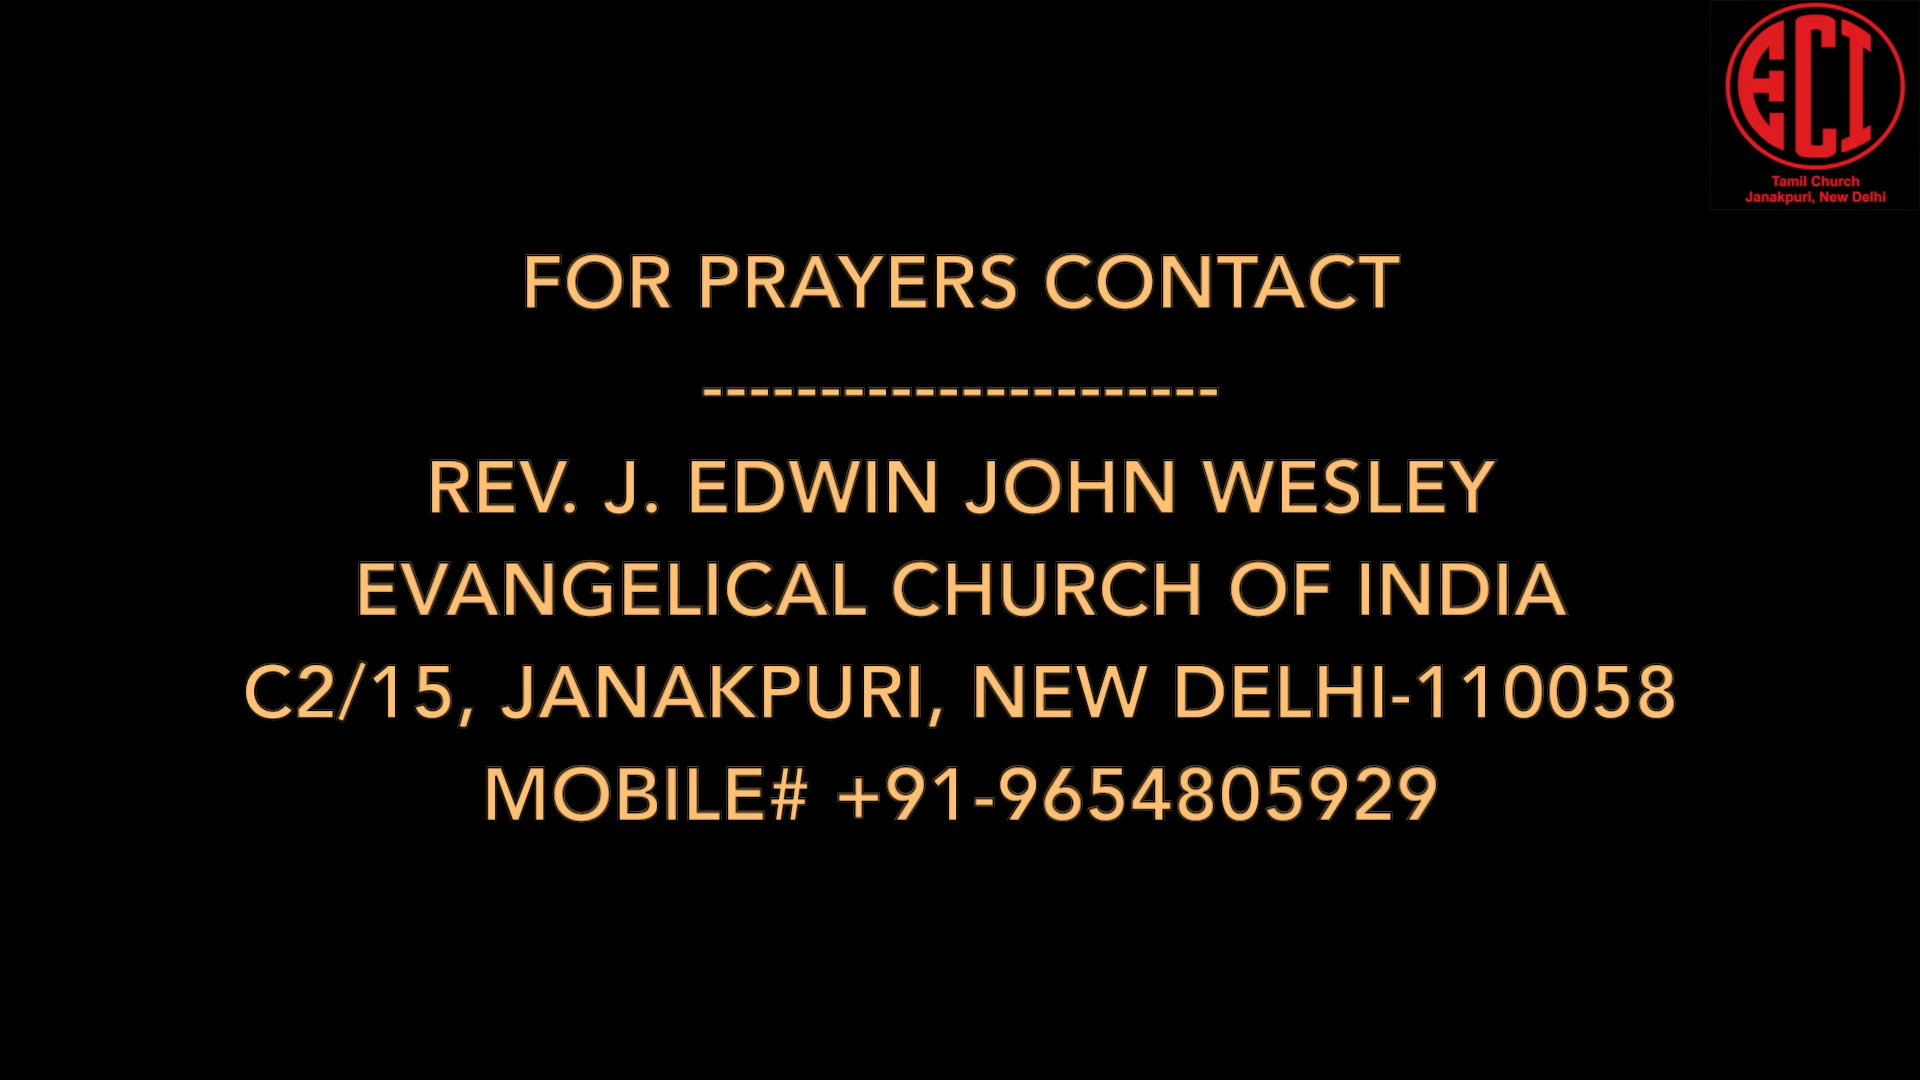 ECI
Tamil Church
Janakpuri, New Delhi
FOR PRAYERS CONTACT
----------------------
REV. J. EDWIN JOHN WESLEY
EVANGELICAL CHURCH OF INDIA
C2/15, JANAKPURI, NEW DELHI-110058
MOBILE# +91-9654805929